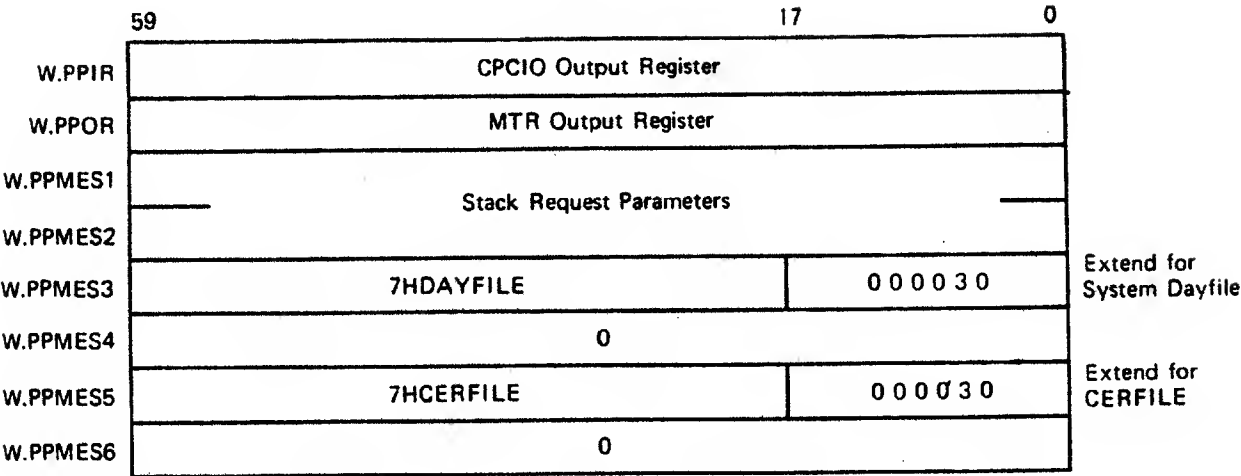 59 17 0
W.PPIR CPCIO Output Register
W.PPOR MTR Output Register
W.PPMES1
Stack Request Parameters
W.PPMES2
W.PPMES3 7HDAYFILE 000030 Extend for
System Dayfile
W.PPMES4 0
W.PPMES5 7HCERFILE 000030 Extend for
CERFILE
W.PPMES6 0